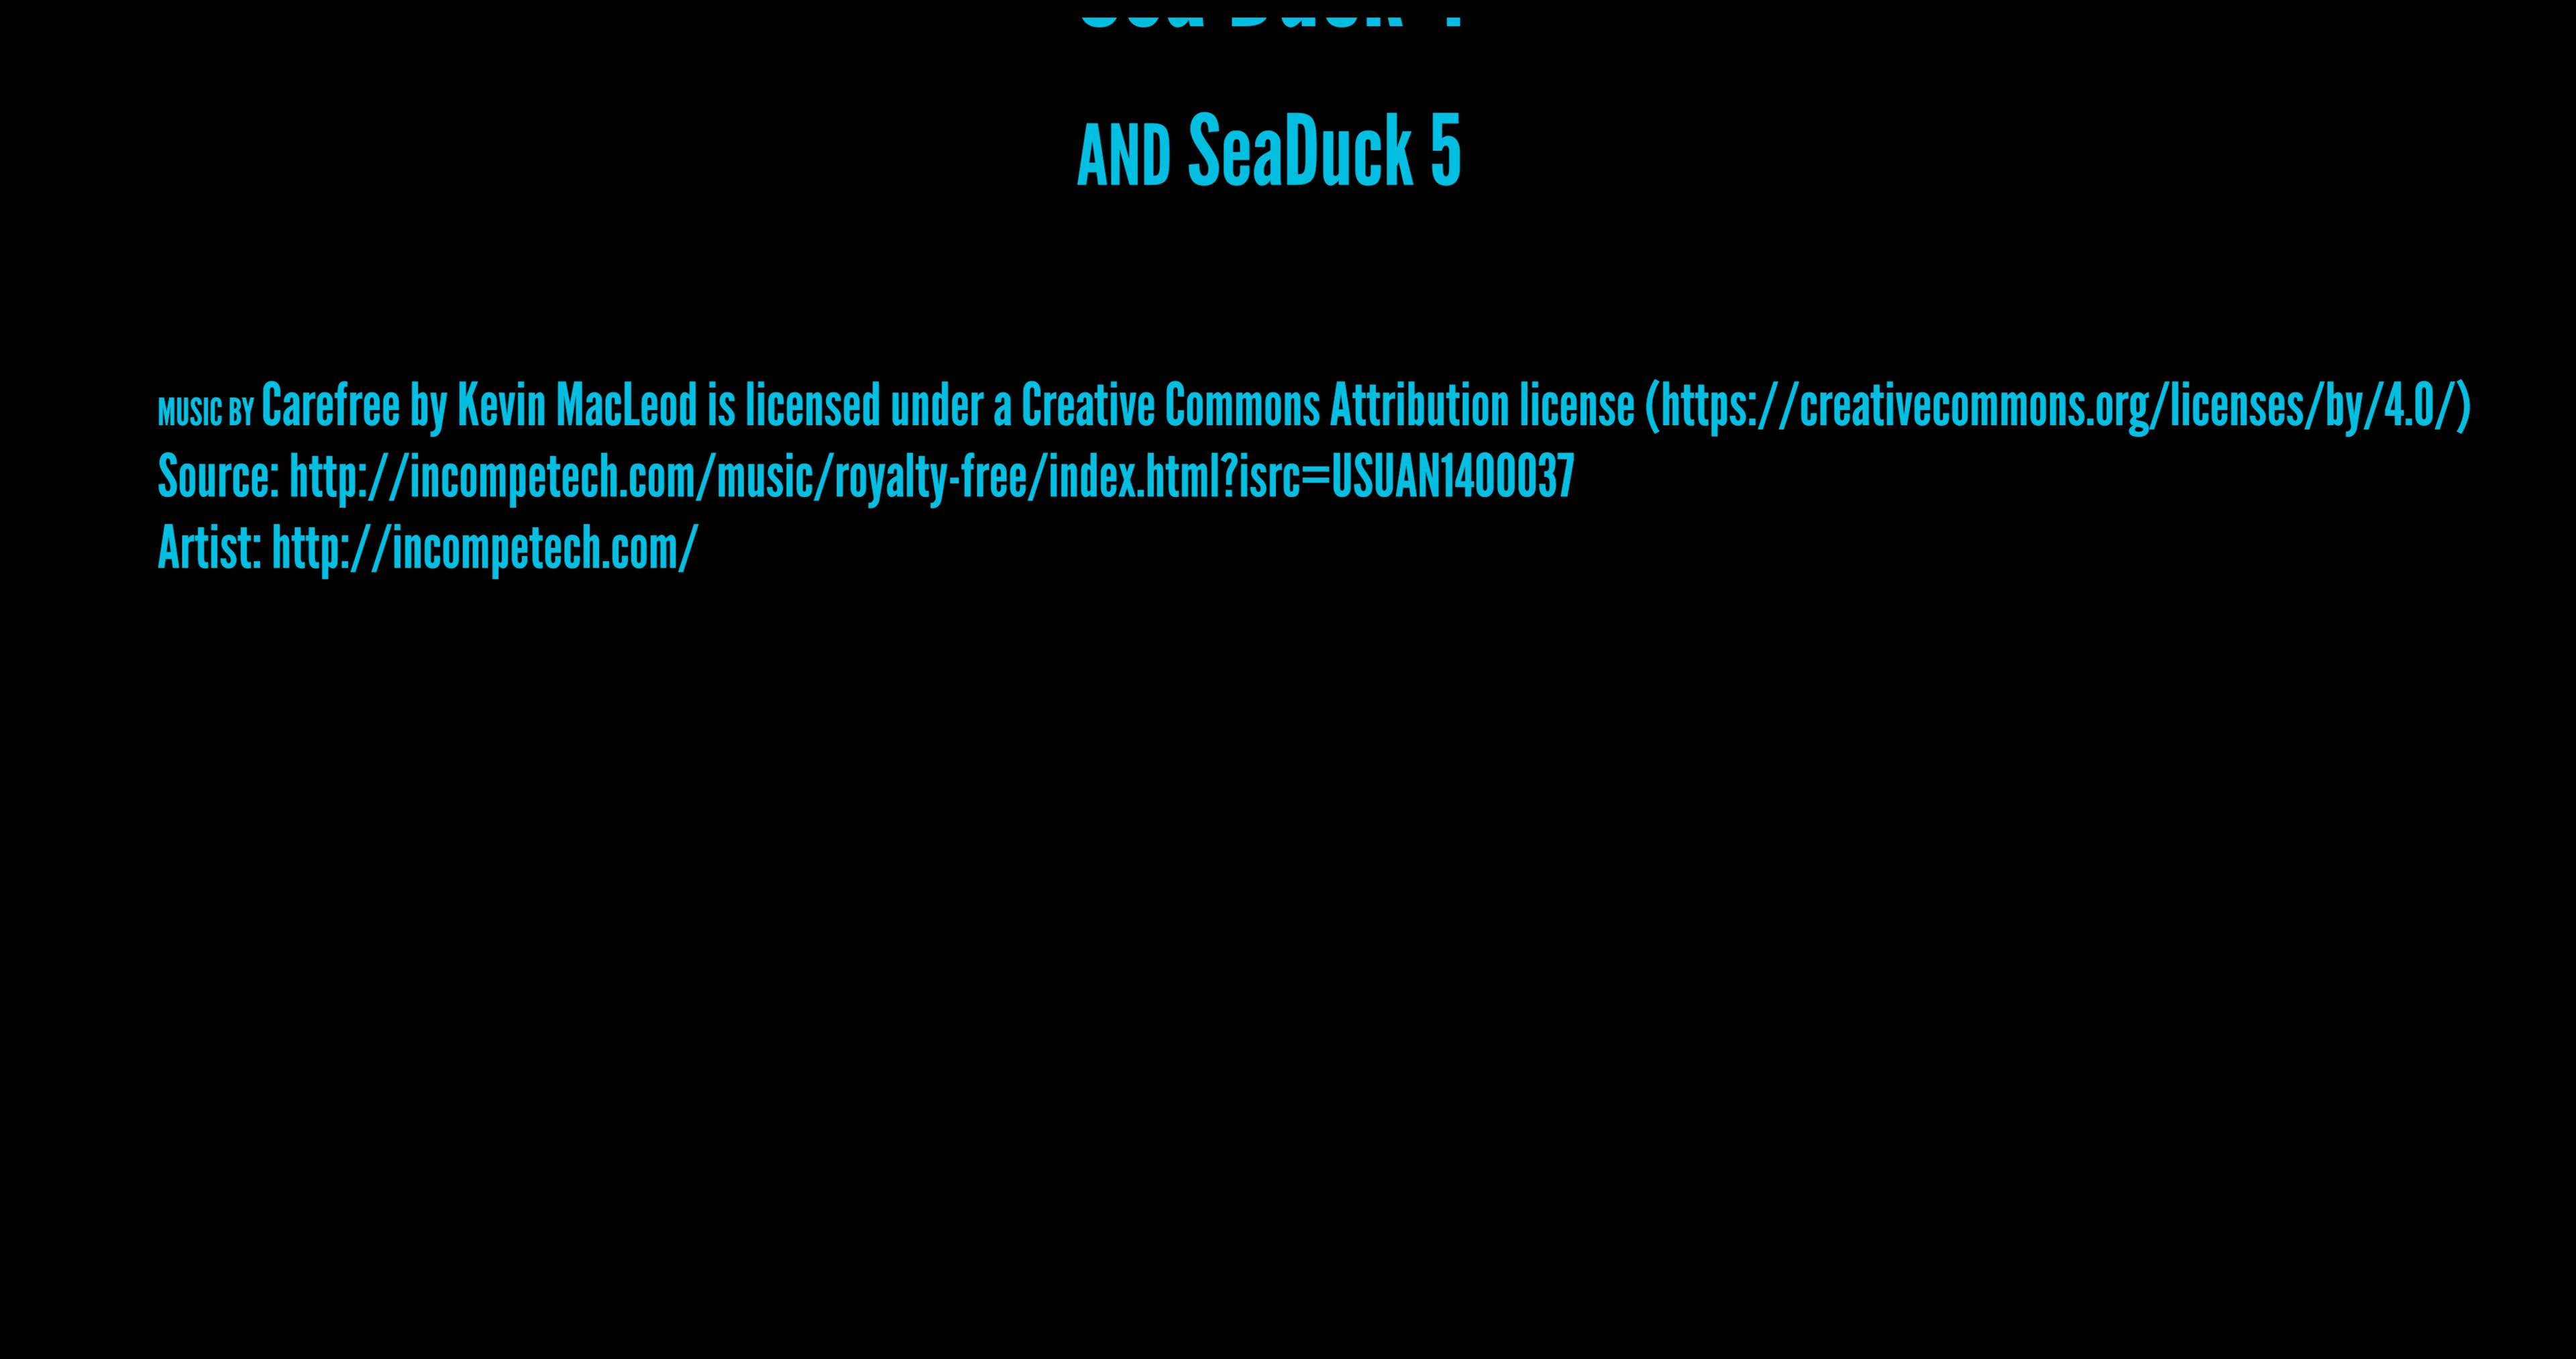 AND SeaDuck 5
MUSIC BY Carefree by Kevin MacLeod is licensed under a Creative Commons Attribution license (https://creativecommons.org/licenses/by/4.0/)
Source: http://incompetech.com/music/royalty-free/index.html?isrc=USUAN1400037
Artist: http://incompetech.com/